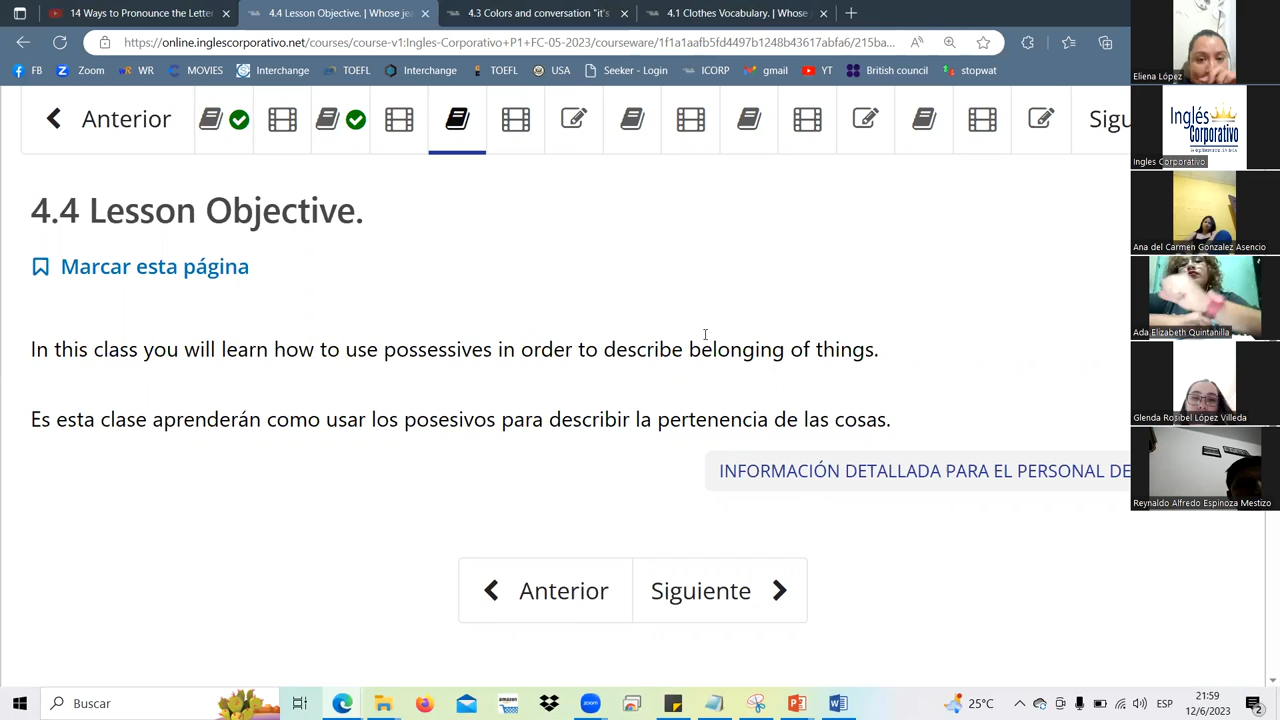 14 Ways to Pronounce the Letter
4.4 Lesson Objective. | Whose jea
4.3 Colors and conversation "it's
4.1 Clothes Vocabulary. | Whose
https://online.inglescorporativo.net/courses/course-v1:Ingles-Corporativo+P1+FC-05-2023/courseware/1f1a1aafb5fd4497b1248b43617abfa6/215ba...
FB
Zoom
WR
MOVIES
Interchange
TOEFL
Interchange
TOEFL
USA
Seeker - Login
ICORP
gmail
YT
British council
stopwat
Anterior
Sigu
4.4 Lesson Objective.
Marcar esta página
In this class you will learn how to use possessives in order to describe belonging of things.
Es esta clase aprenderán como usar los posesivos para describir la pertenencia de las cosas.
INFORMACIÓN DETALLADA PARA EL PERSONAL DE
Anterior
Siguiente
Eliena López
Inglés
Corporativo
Ingles Corporativo
Ana del Carmen Gonzalez Asencio
Ada Elizabeth Quintanilla
Glenda Rosibel López Villeda
Reynaldo Alfredo Espinoza Mestizo
Buscar
amazon
25°C
ESP
21:59
12/6/2023
2